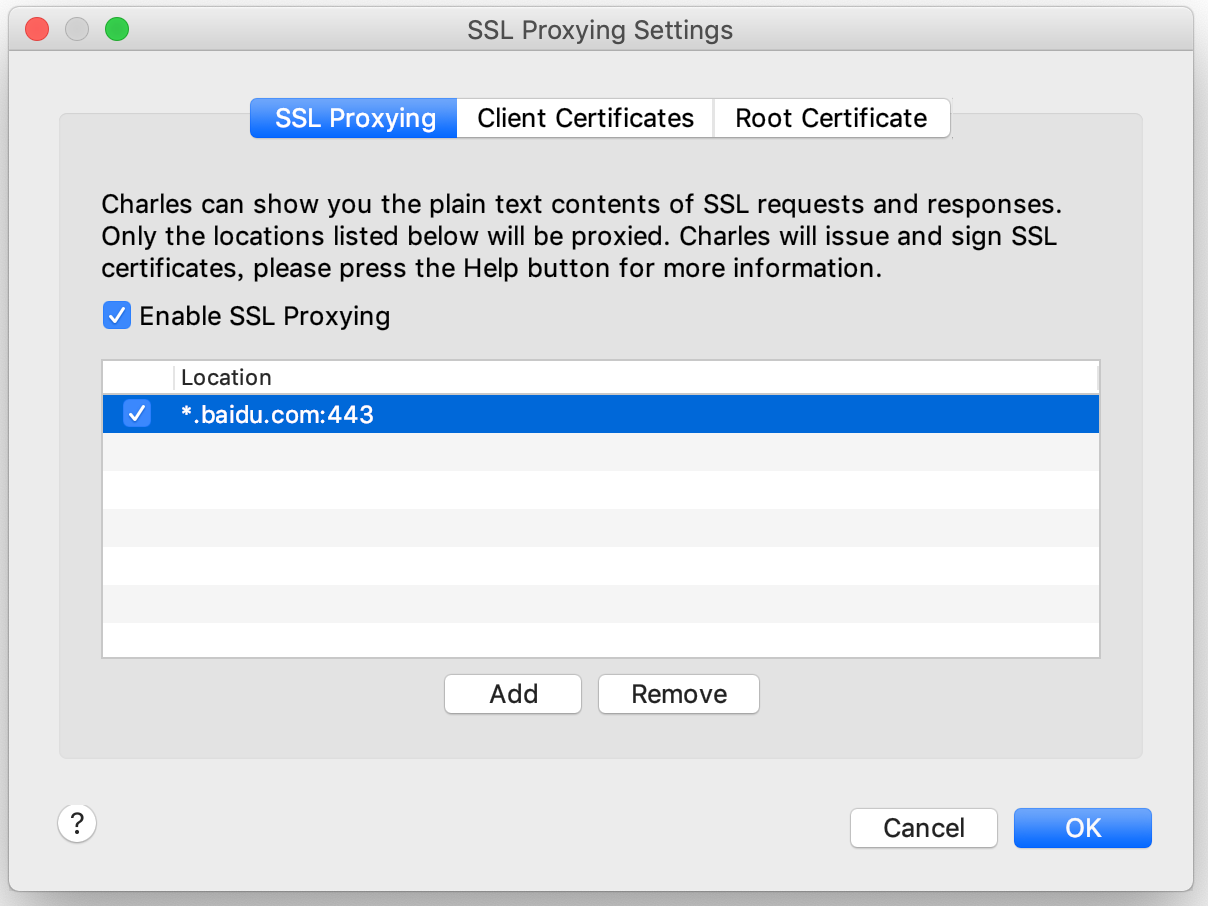 SSL Proxying Settings
SSL Proxying
Client Certificates
Root Certificate
Charles can show you the plain text contents of SSL requests and responses.
Only the locations listed below will be proxied. Charles will issue and sign SSL
certificates, please press the Help button for more information.
Enable SSL Proxying
Location
*.baidu.com:443
Add
Remove
?
Cancel
OK